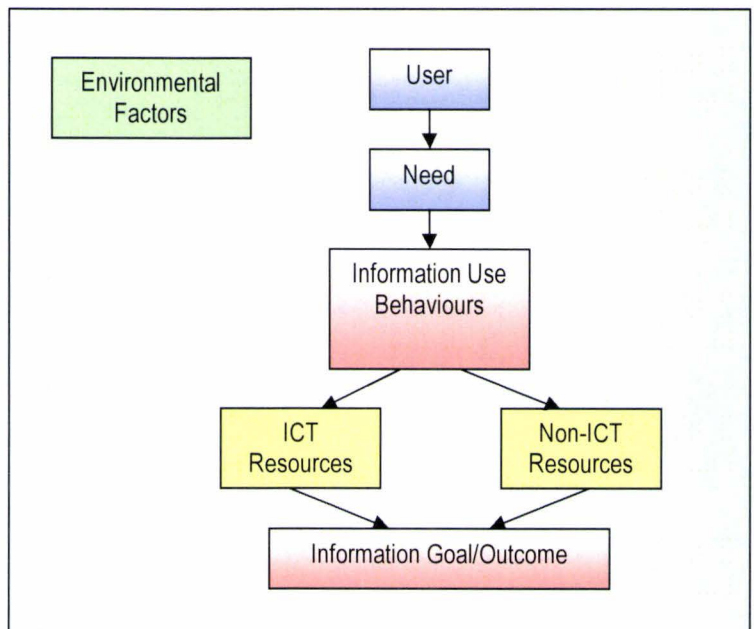 Environmental
Factors
User
Need
Information Use
Behaviours
ICT
Resources
Non-ICT
Resources
Information Goal/Outcome